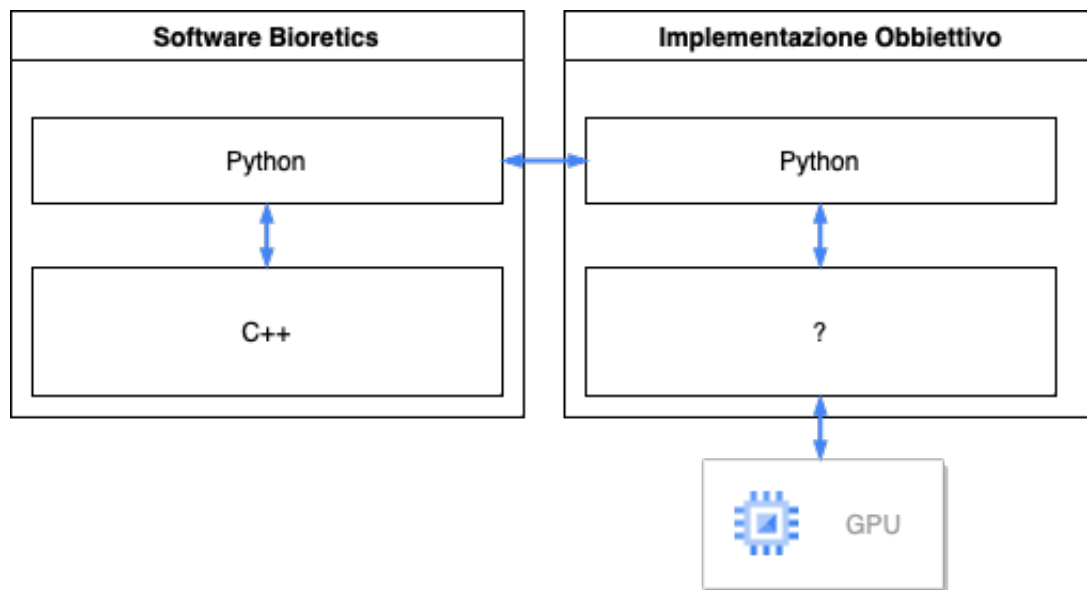 Software Bioretics
Implementazione Obbiettivo
Python
Python
C++
?
GPU